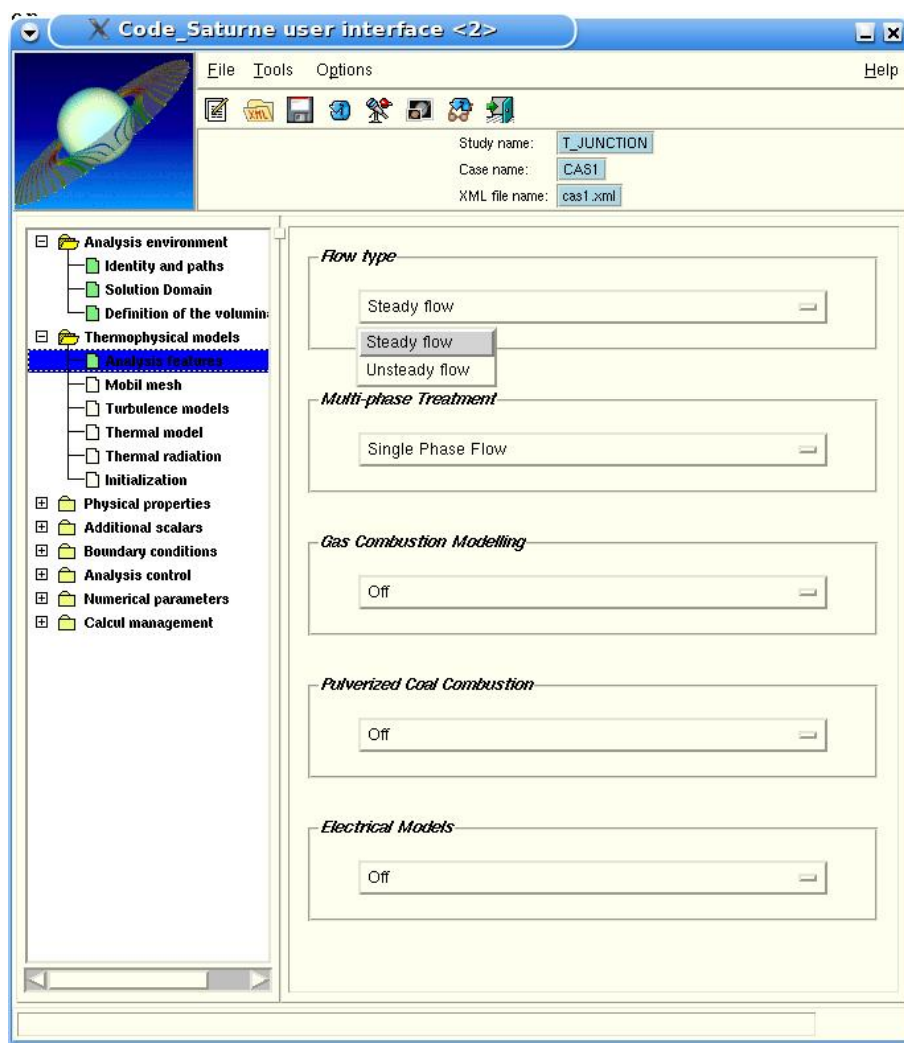 Code_Saturne user interface <2>
File Tools Options Help
XML
Study name: T_JUNCTION
Case name: CAS1
XML file name: cas1.xml
Analysis environment
Identity and paths
Solution Domain
Definition of the volumin
Thermophysical models
Analysis features
Mobil mesh
Turbulence models
Thermal model
Thermal radiation
Initialization
Physical properties
Additional scalars
Boundary conditions
Analysis control
Numerical parameters
Calcul management
Flow type
Steady flow
Steady flow
Unsteady flow
Multi-phase Treatment
Single Phase Flow
Gas Combustion Modelling
Off
Pulverized Coal Combustion
Off
Electrical Models
Off